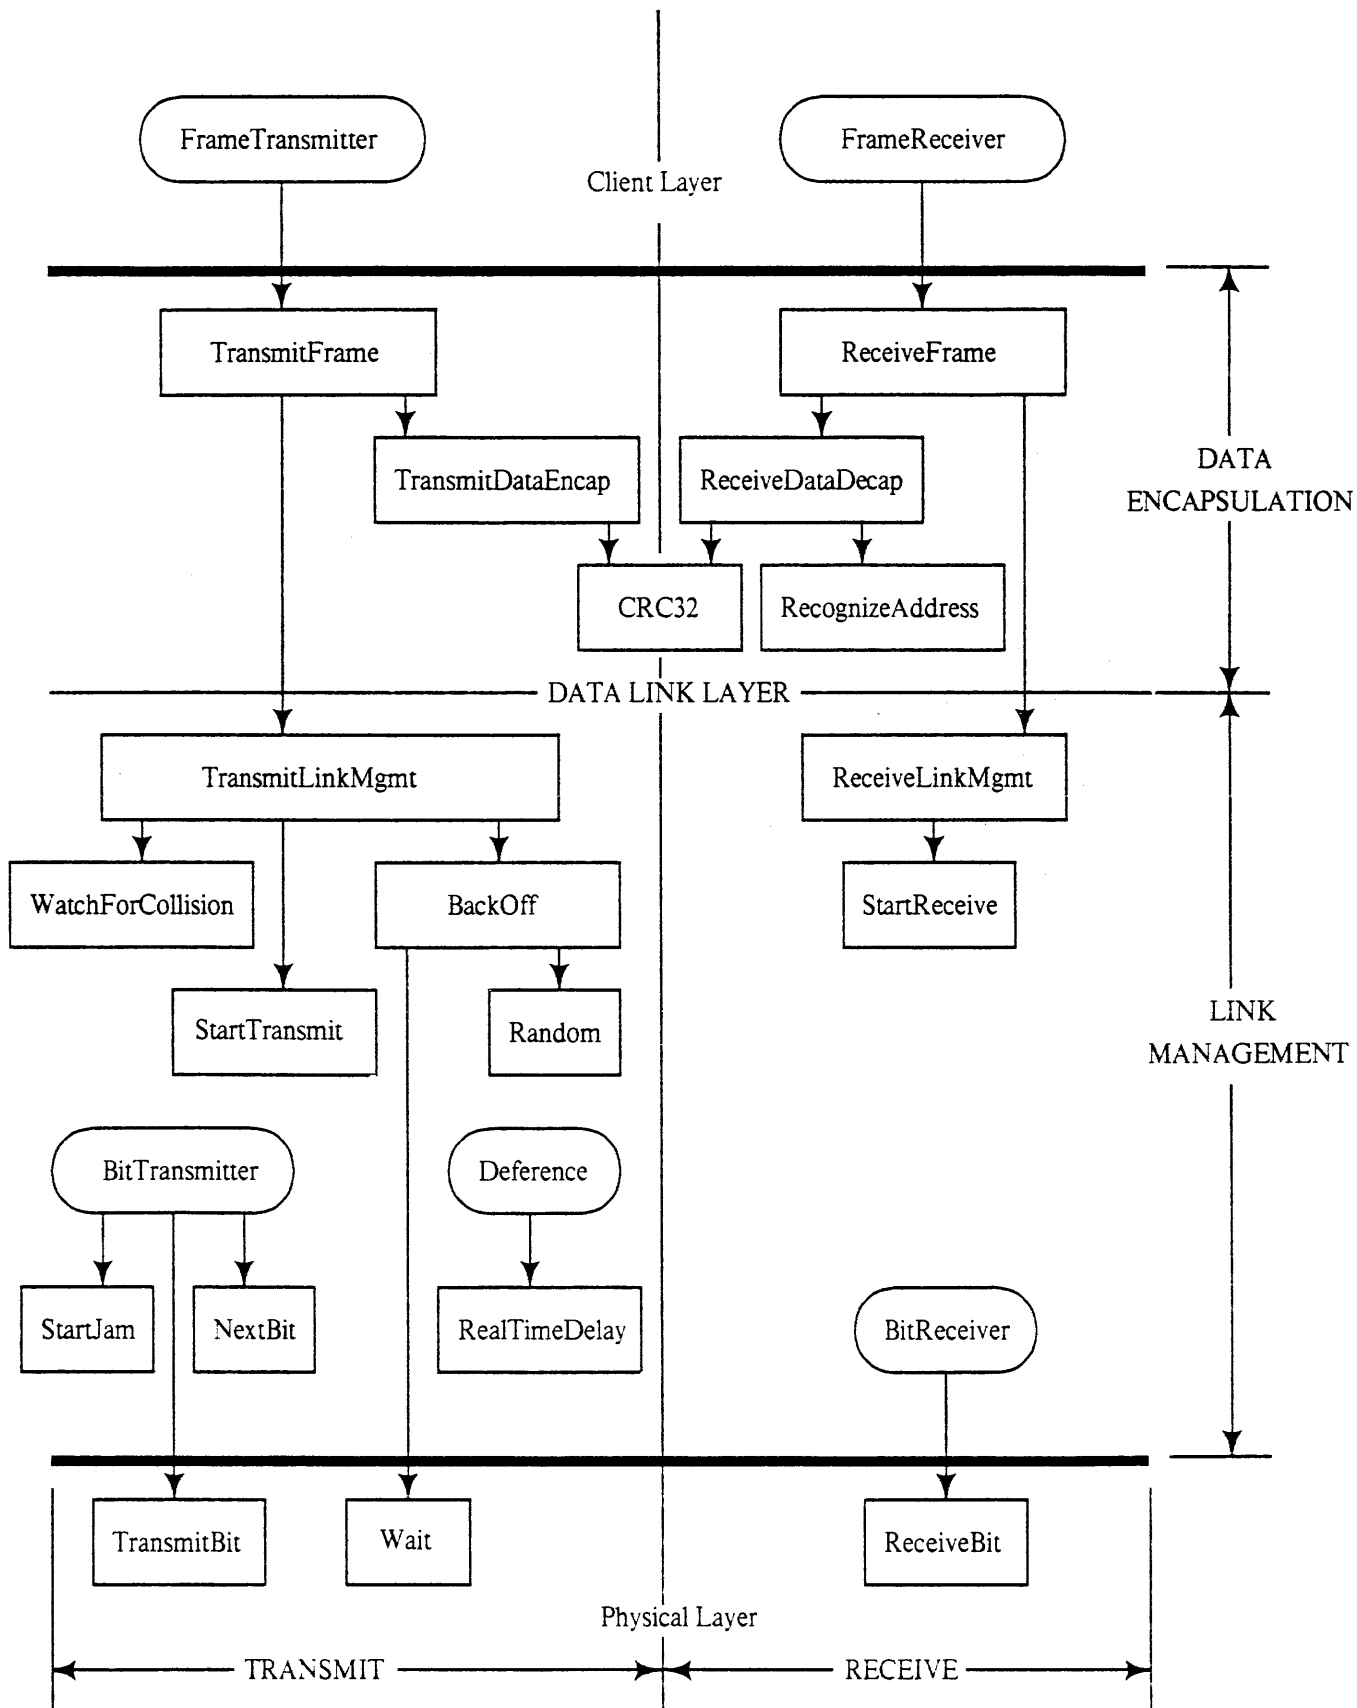 FrameTransmitter
FrameReceiver
Client Layer
TransmitFrame
ReceiveFrame
TransmitDataEncap
ReceiveDataDecap
DATA
ENCAPSULATION
CRC32
RecognizeAddress
DATA LINK LAYER
TransmitLinkMgmt
ReceiveLinkMgmt
WatchForCollision
BackOff
StartReceive
StartTransmit
Random
LINK
MANAGEMENT
BitTransmitter
Deference
StartJam
NextBit
RealTimeDelay
BitReceiver
TransmitBit
Wait
ReceiveBit
Physical Layer
TRANSMIT
RECEIVE